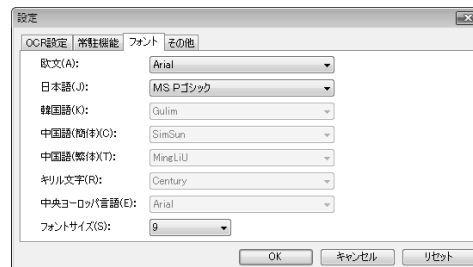 設定
OCR設定 常駐機能 フォント その他
欧文(A): Arial
日本語(J): MS Pゴシック
韓国語(K): Gulim
中国語(簡体)(C): SimSun
中国語(繁体)(T): MingLiU
キリル文字(R): Century
中央ヨーロッパ言語(E): Arial
フォントサイズ(S): 9
OK キャンセル リセット